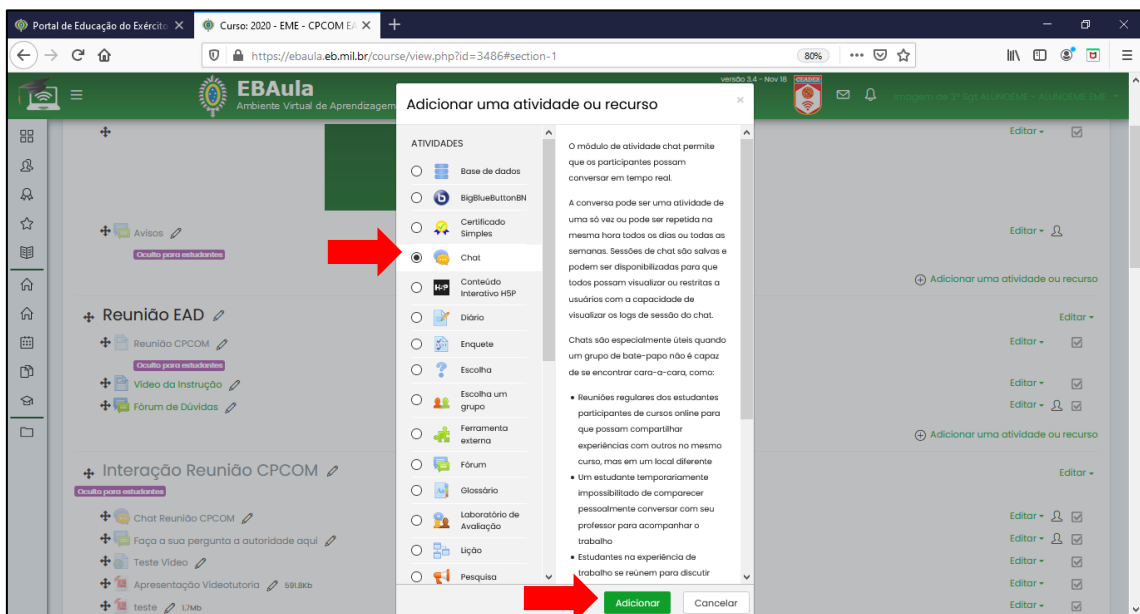 Portal de Educação do Exército
Curso: 2020 - EME - CPCOM EA
https://ebaula.eb.mil.br/course/view.php?id=3486#section-1
80%
EBAula
Ambiente Virtual de Aprendizagem
versão 3.4 - Nov 18
CEADEX
Imagem de 3º Sgt ALUNOEME - ALUNOEME EME
Editar
Avisos
Oculto para estudantes
Editar
Adicionar uma atividade ou recurso
Reunião EAD
Editar
Reunião CPCOM
Editar
Oculto para estudantes
Vídeo da Instrução
Editar
Fórum de Dúvidas
Editar
Adicionar uma atividade ou recurso
Interação Reunião CPCOM
Editar
Oculto para estudantes
Chat Reunião CPCOM
Editar
Faça a sua pergunta a autoridade aqui
Editar
Teste Vídeo
Editar
Apresentação Videotutoria 591.8Kb
Editar
teste 1.7Mb
Editar
Adicionar uma atividade ou recurso
×
ATIVIDADES
Base de dados
BigBlueButtonBN
Certificado
Simples
Chat
H5P
Conteúdo
Interativo H5P
Diário
Enquete
Escolha
Escolha um
grupo
Ferramenta
externa
Fórum
Glossário
Laboratório de
Avaliação
Lição
Pesquisa
O módulo de atividade chat permite
que os participantes possam
conversar em tempo real.
A conversa pode ser uma atividade de
uma só vez ou pode ser repetida na
mesma hora todos os dias ou todas as
semanas. Sessões de chat são salvas e
podem ser disponibilizadas para que
todos possam visualizar ou restritas a
usuários com a capacidade de
visualizar os logs de sessão do chat.
Chats são especialmente úteis quando
um grupo de bate-papo não é capaz
de se encontrar cara-a-cara, como:
• Reuniões regulares dos estudantes
participantes de cursos online para
que possam compartilhar
experiências com outros no mesmo
curso, mas em um local diferente
• Um estudante temporariamente
impossibilitado de comparecer
pessoalmente conversar com seu
professor para acompanhar o
trabalho
• Estudantes na experiência de
trabalho se reúnem para discutir
Adicionar
Cancelar